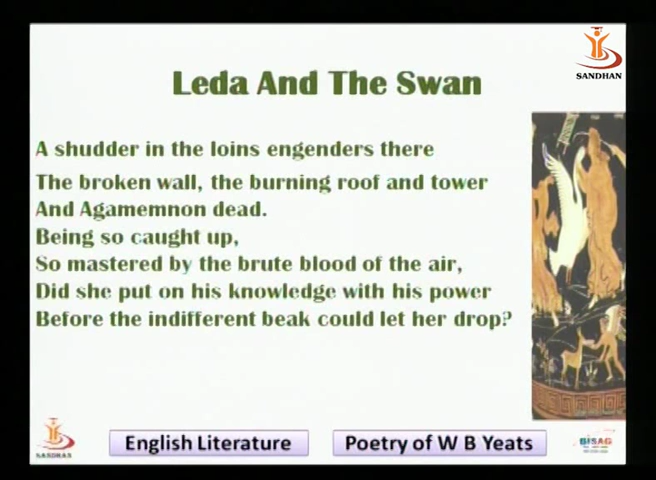 SANDHAN
Leda And The Swan
A shudder in the loins engenders there
The broken wall, the burning roof and tower
And Agamemnon dead.
Being so caught up,
So mastered by the brute blood of the air,
Did she put on his knowledge with his power
Before the indifferent beak could let her drop?
SANDHAN
English Literature
Poetry of W B Yeats
BISAG